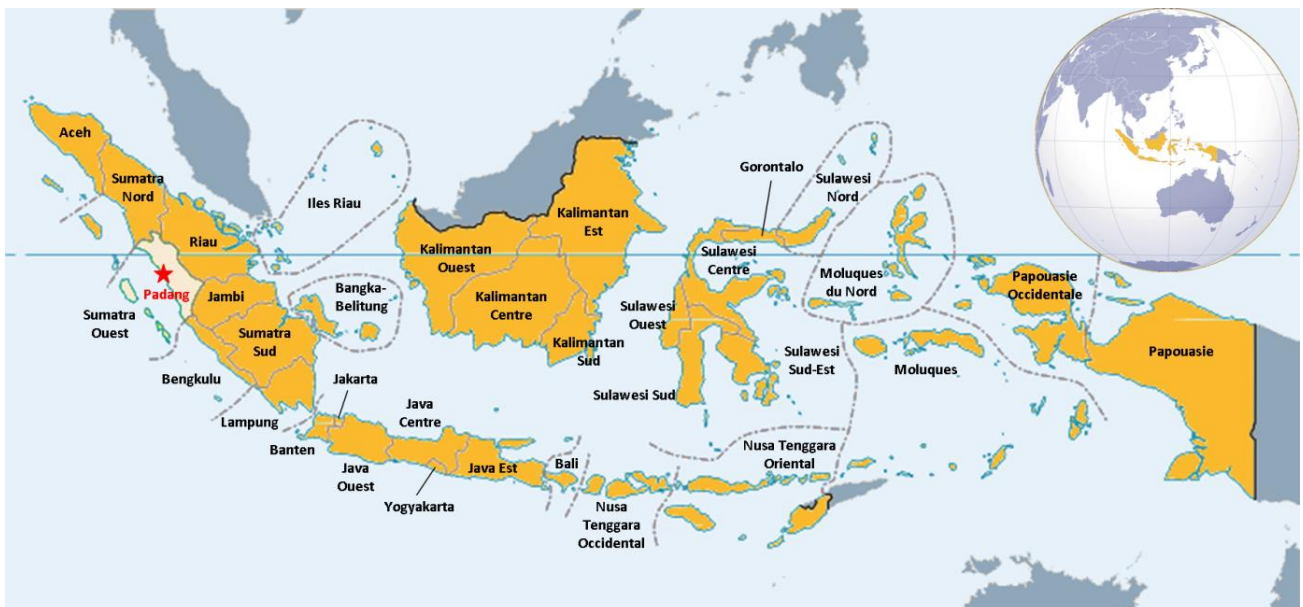 Aceh
Sumatra
Nord
Iles Riau
Riau
Padang
Sumatra
Ouest
Jambi
Bangka-
Belitung
Sumatra
Sud
Bengkulu
Lampung
Jakarta
Banten
Java
Centre
Java
Ouest
Yogyakarta
Java Est
Bali
Nusa
Tenggara
Occidental
Nusa Tenggara
Oriental
Kalimantan
Ouest
Kalimantan
Est
Kalimantan
Centre
Kalimantan
Sud
Gorontalo
Sulawesi
Nord
Sulawesi
Centre
Sulawesi
Ouest
Sulawesi
Sud-Est
Sulawesi Sud
Moluques
du Nord
Moluques
Papouasie
Occidentale
Papouasie